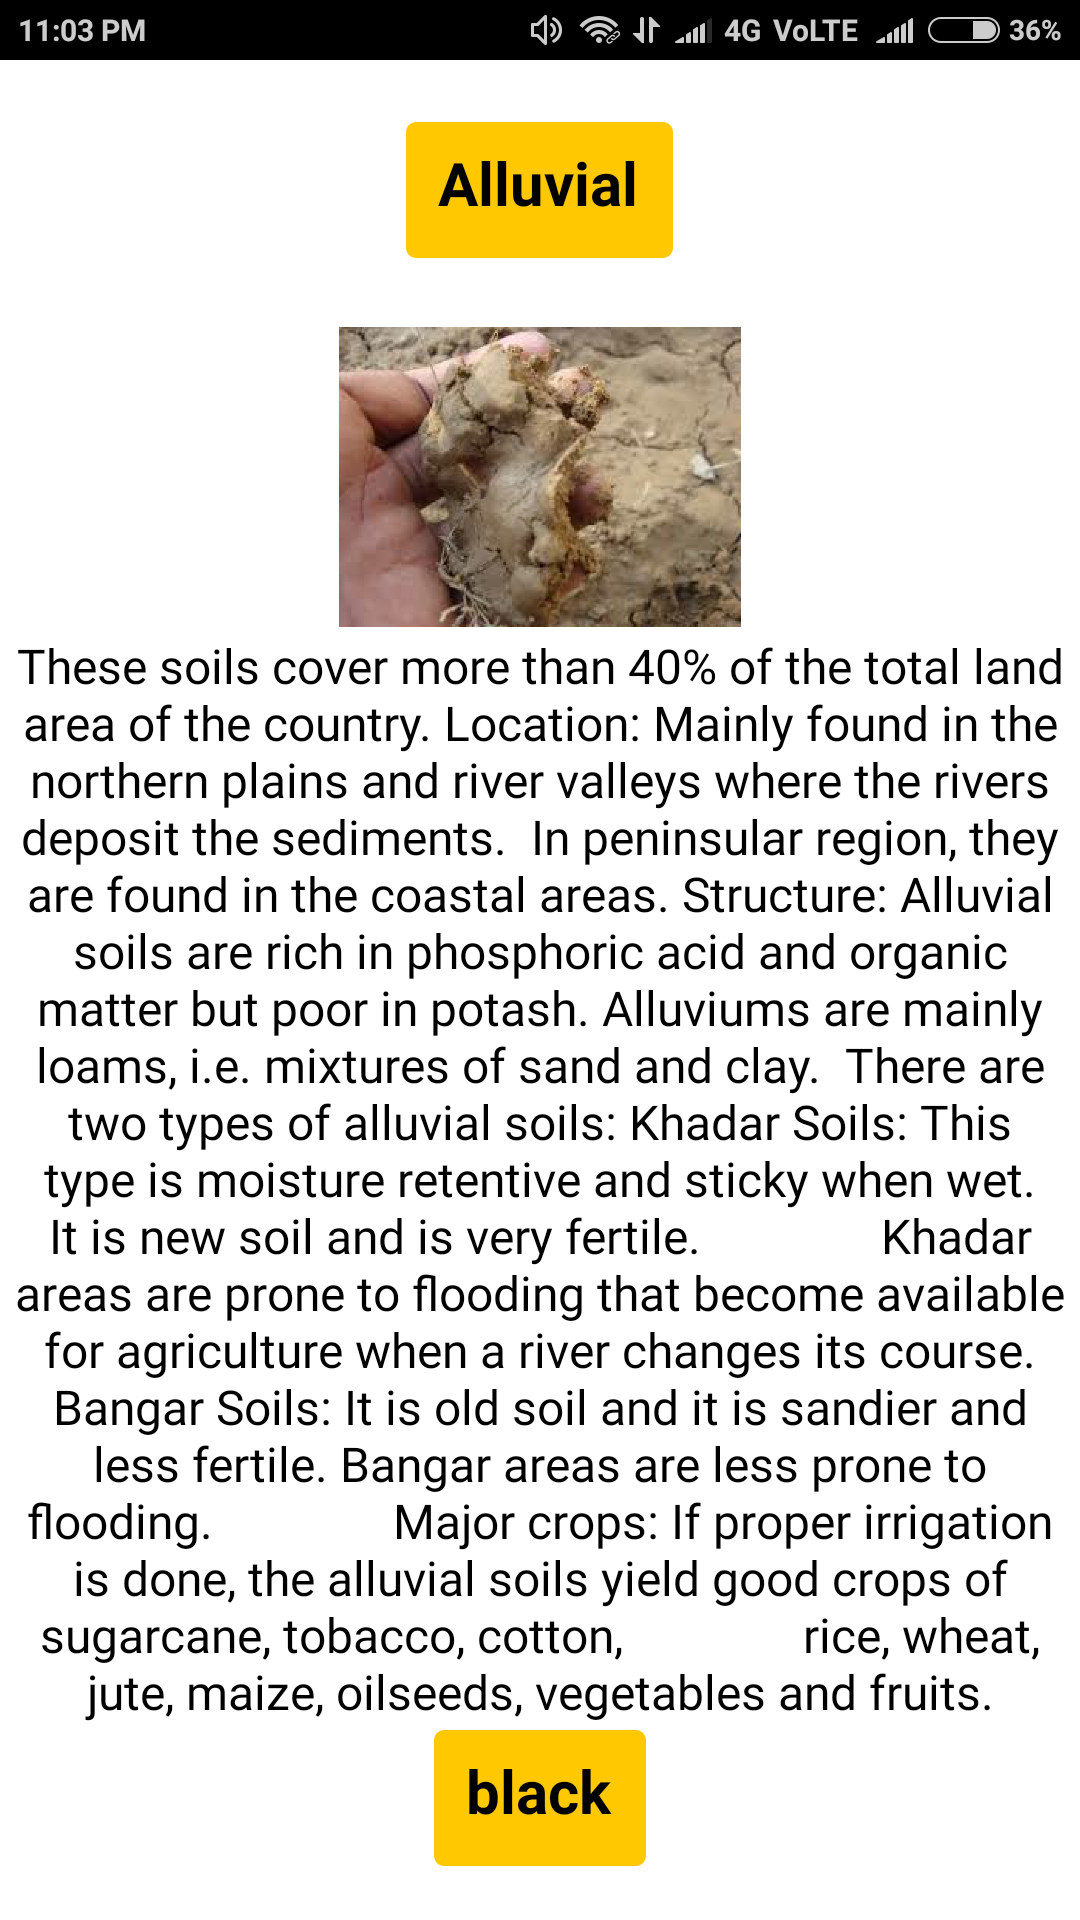 11:03 PM 4G VoLTE 36%
Alluvial
These soils cover more than 40% of the total land
area of the country. Location: Mainly found in the
northern plains and river valleys where the rivers
deposit the sediments.  In peninsular region, they
are found in the coastal areas. Structure: Alluvial
soils are rich in phosphoric acid and organic
matter but poor in potash. Alluviums are mainly
loams, i.e. mixtures of sand and clay.  There are
two types of alluvial soils: Khadar Soils: This
type is moisture retentive and sticky when wet.
It is new soil and is very fertile. Khadar
areas are prone to flooding that become available
for agriculture when a river changes its course.
Bangar Soils: It is old soil and it is sandier and
less fertile. Bangar areas are less prone to
flooding. Major crops: If proper irrigation
is done, the alluvial soils yield good crops of
sugarcane, tobacco, cotton, rice, wheat,
jute, maize, oilseeds, vegetables and fruits.
black